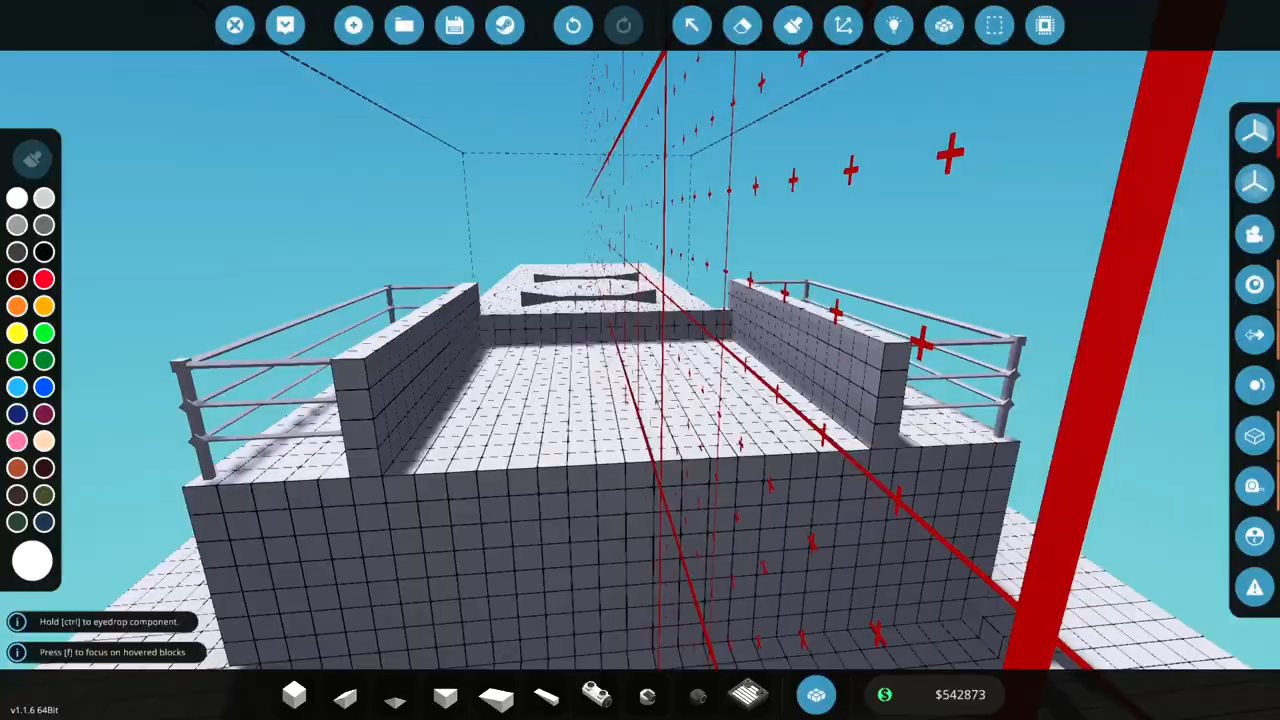 Hold [ctrl] to eyedrop component.
Press [f] to focus on hovered blocks
$ $542873
v1.1.6 64Bit